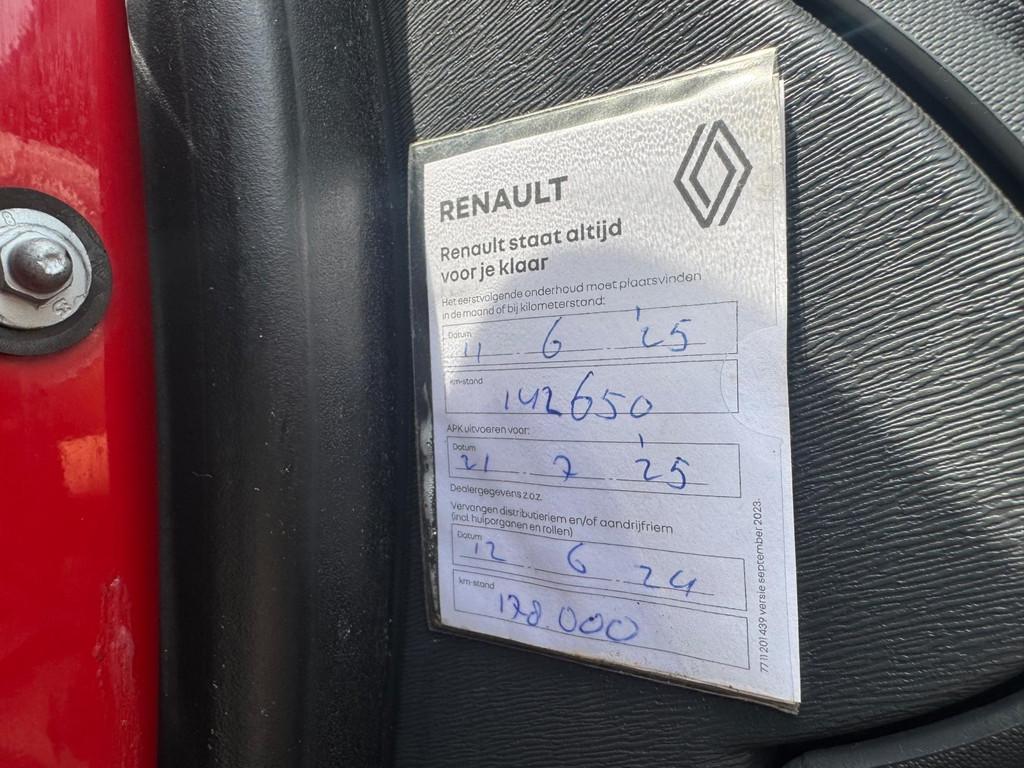 RENAULT
Renault staat altijd
voor je klaar
Het eerstvolgende onderhoud moet plaatsvinden
in de maand of bij kilometerstand:
Datum
11 6 '25
km-stand
142650
APK uitvoeren voor:
Datum
21 7 '25
Dealergegevens z.o.z.
Vervangen distributieriem en/of aandrijfriem
(incl. hulporganen en rollen)
Datum
12 6 24
km-stand
178.000
77 11 201 439 versie september 2023